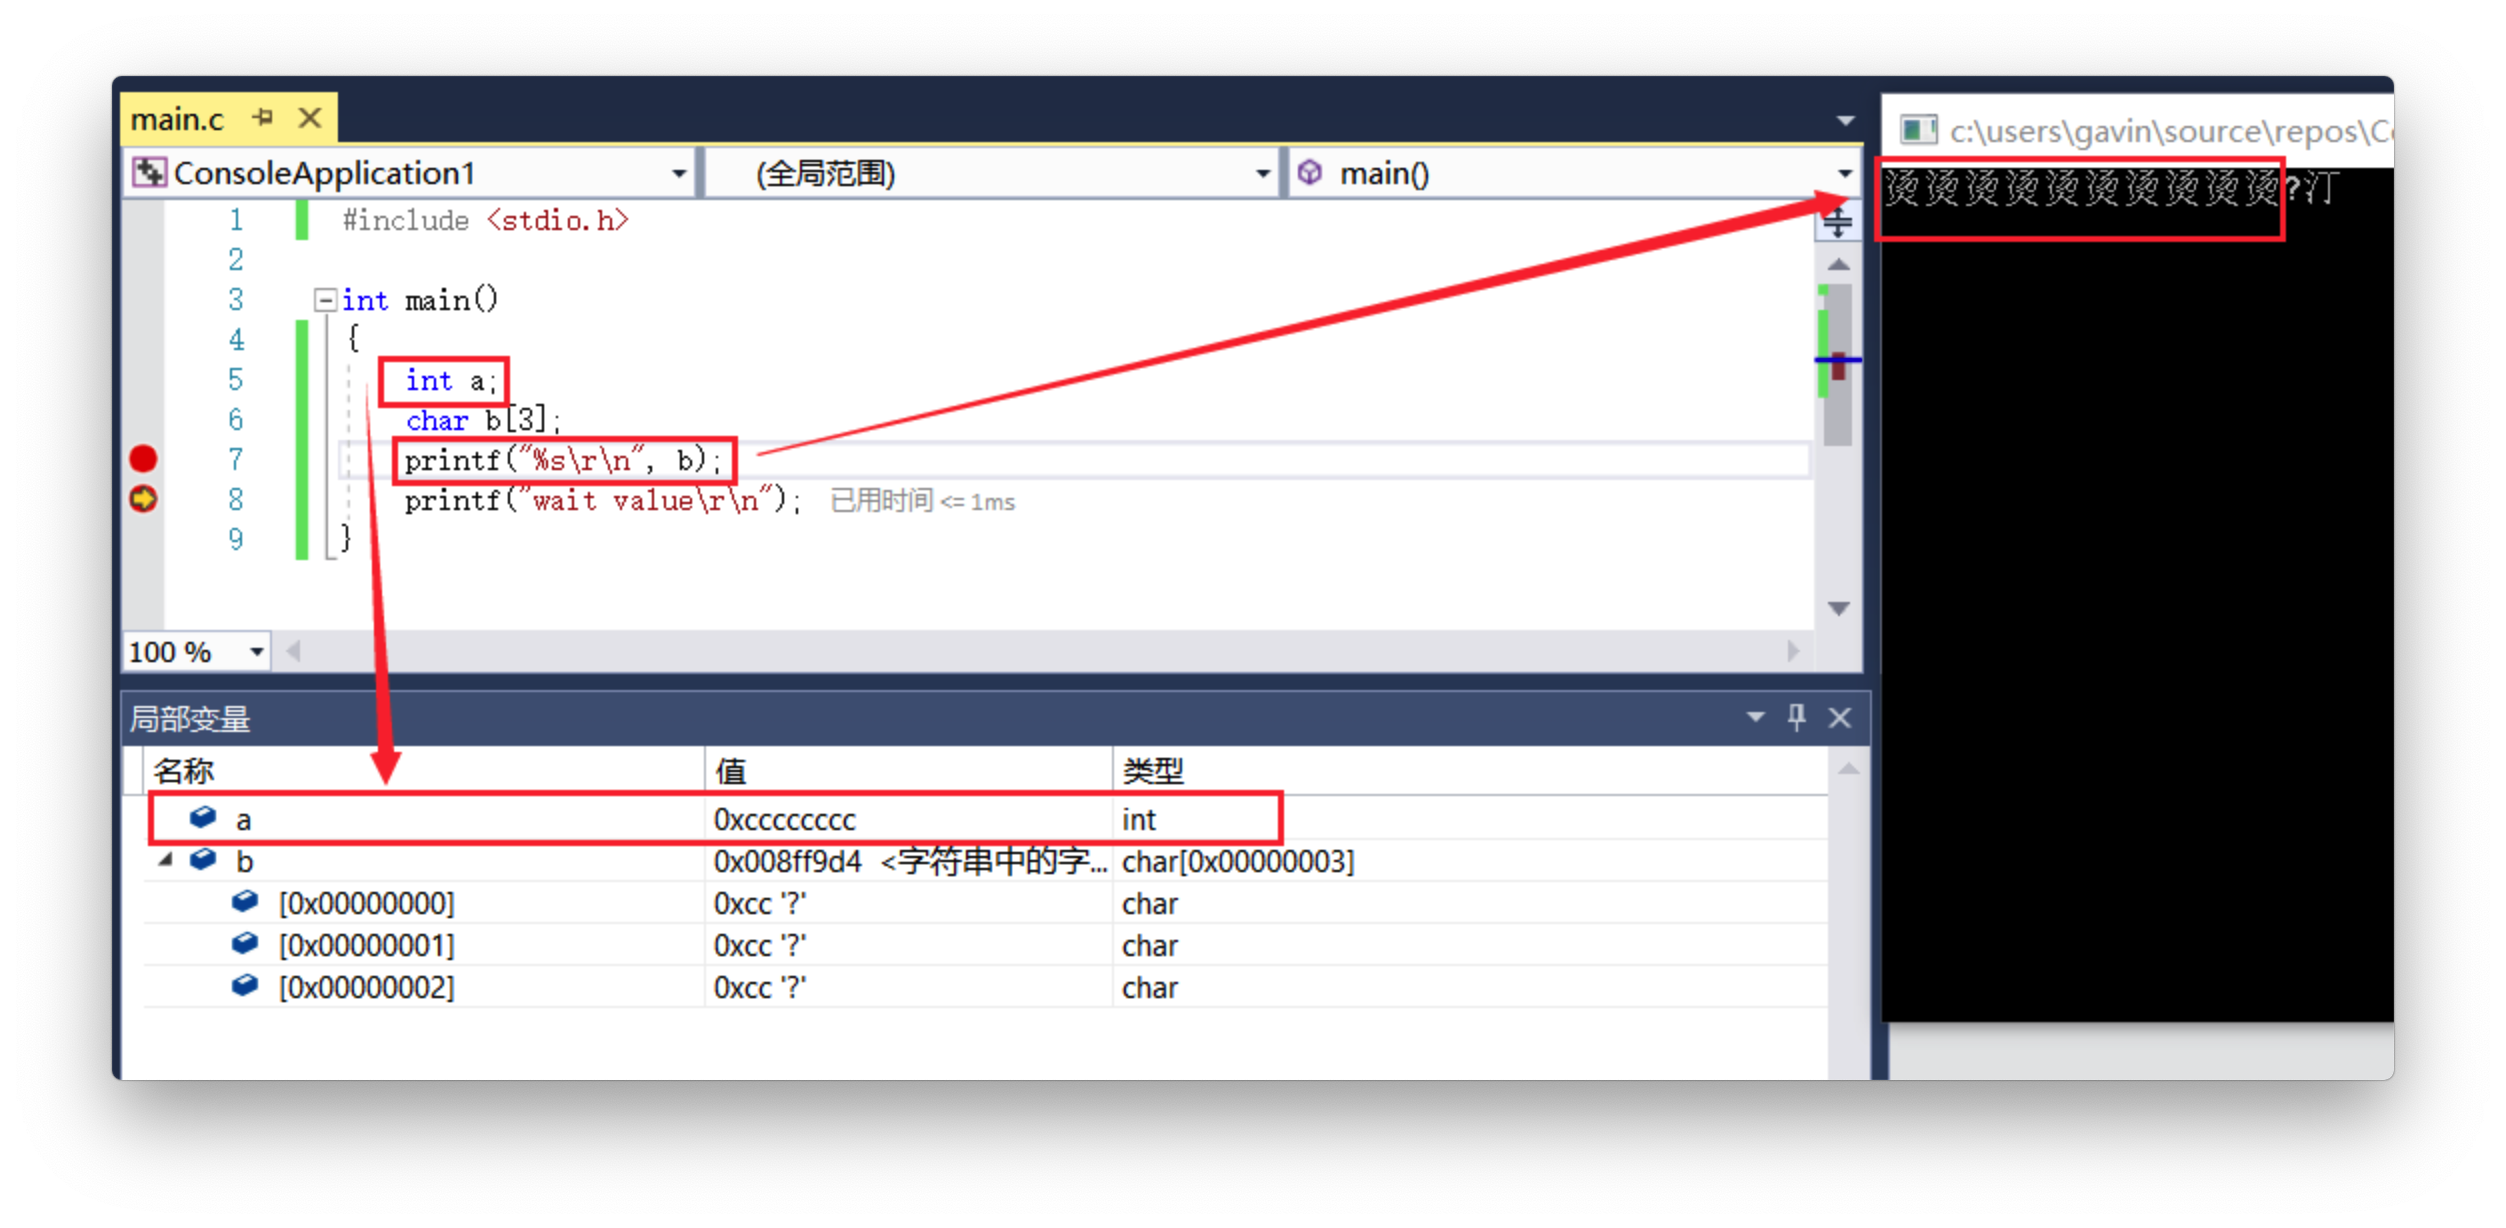 main.c
c:\users\gavin\source\repos\C
ConsoleApplication1 (全局范围) main()
烫烫烫烫烫烫烫烫烫烫?汀
1 #include <stdio.h>
2
3 int main()
4 {
5 int a;
6 char b[3];
7 printf("%s\r\n", b);
8 printf("wait value\r\n"); 已用时间 <= 1ms
9 }
100 %
局部变量
名称 值 类型
a 0xcccccccc int
b 0x008ff9d4 <字符串中的字... char[0x00000003]
[0x00000000] 0xcc '?' char
[0x00000001] 0xcc '?' char
[0x00000002] 0xcc '?' char